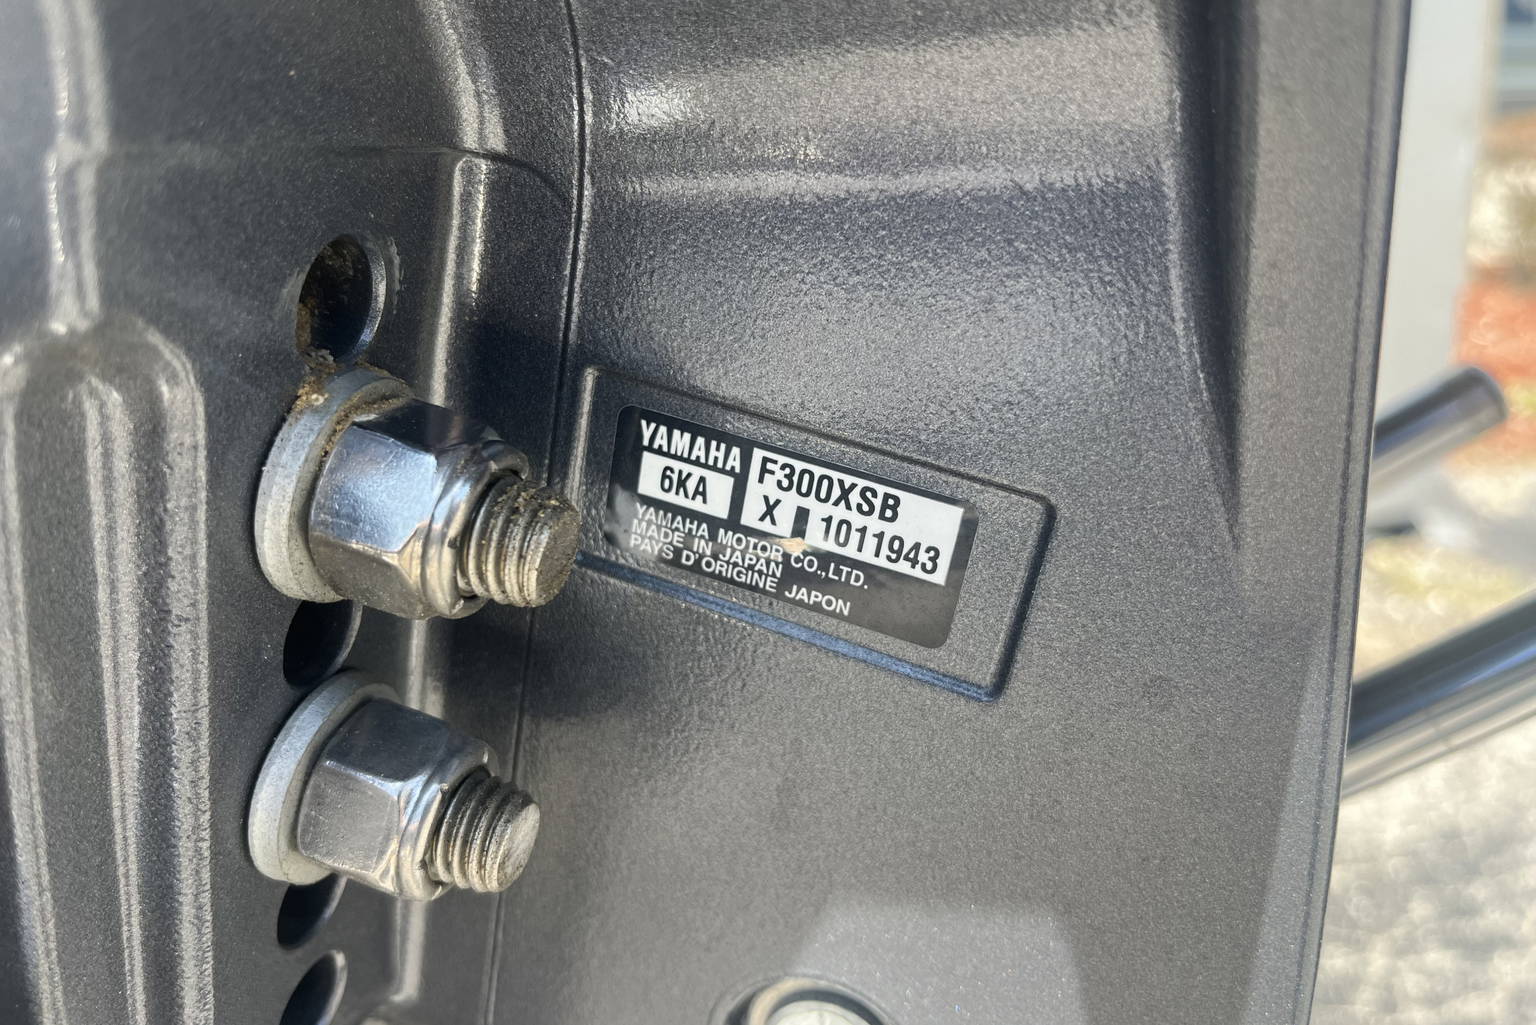 YAMAHA
F300XSB
6KA
X 1011943
YAMAHA MOTOR CO.,LTD.
MADE IN JAPAN
PAYS D'ORIGINE JAPON